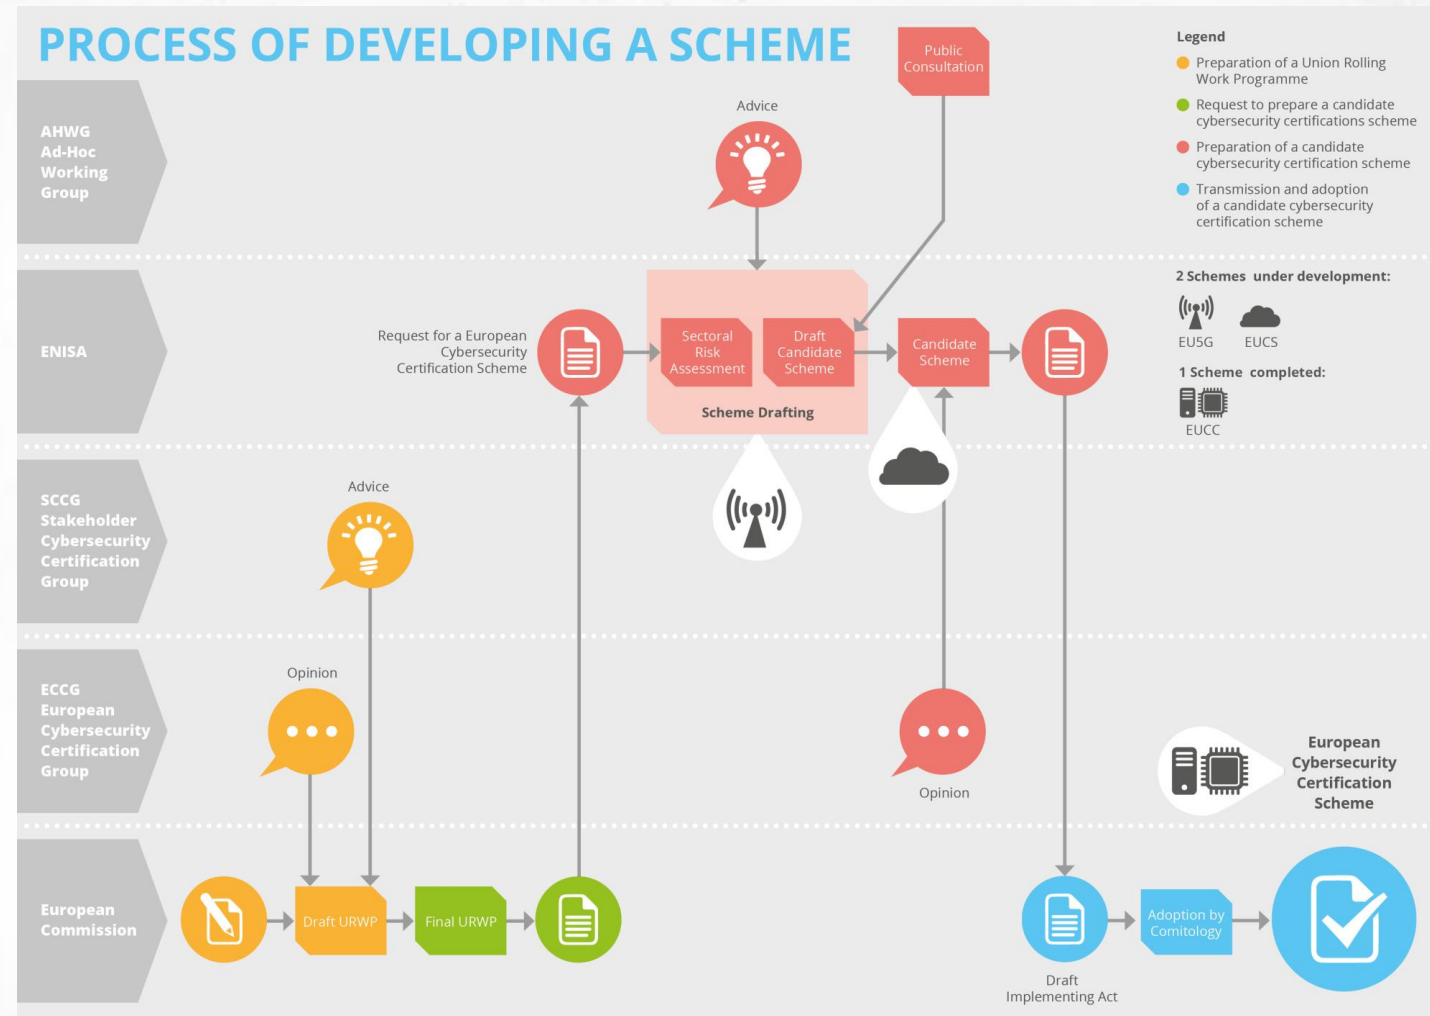 PROCESS OF DEVELOPING A SCHEME
Public
Consultation
Legend
Preparation of a Union Rolling
Work Programme
Request to prepare a candidate
cybersecurity certifications scheme
Preparation of a candidate
cybersecurity certification scheme
Transmission and adoption
of a candidate cybersecurity
certification scheme
AHWG
Ad-Hoc
Working
Group
Advice
ENISA
Request for a European
Cybersecurity
Certification Scheme
Sectoral
Risk
Assessment
Draft
Candidate
Scheme
Scheme Drafting
Candidate
Scheme
2 Schemes under development:
EU5G
EUCS
1 Scheme completed:
EUCC
SCCG
Stakeholder
Cybersecurity
Certification
Group
Advice
ECCG
European
Cybersecurity
Certification
Group
Opinion
Opinion
European
Cybersecurity
Certification
Scheme
European
Commission
Draft URWP
Final URWP
Draft
Implementing Act
Adoption by
Comitology